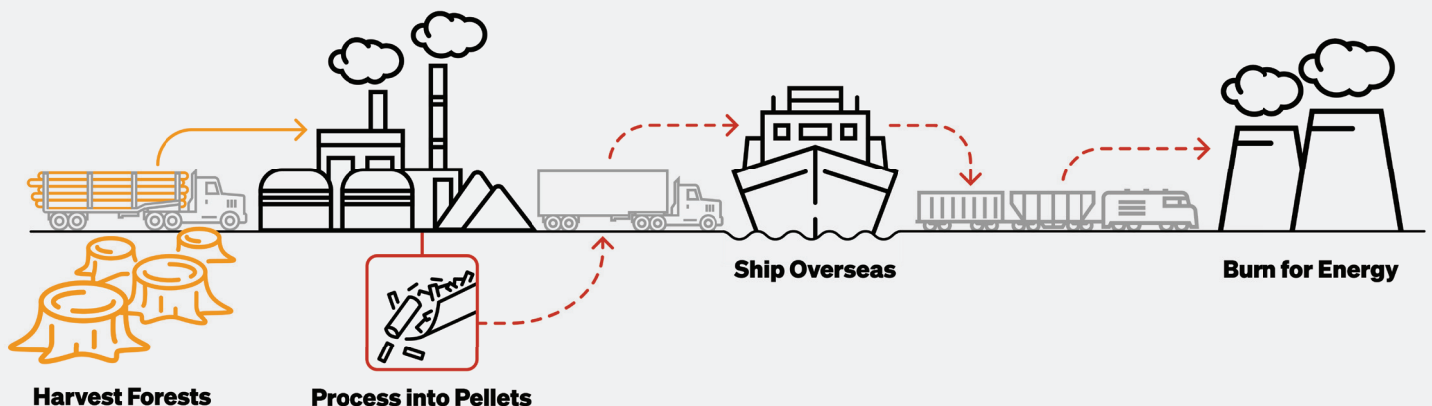 Harvest Forests
Process into Pellets
Ship Overseas
Burn for Energy